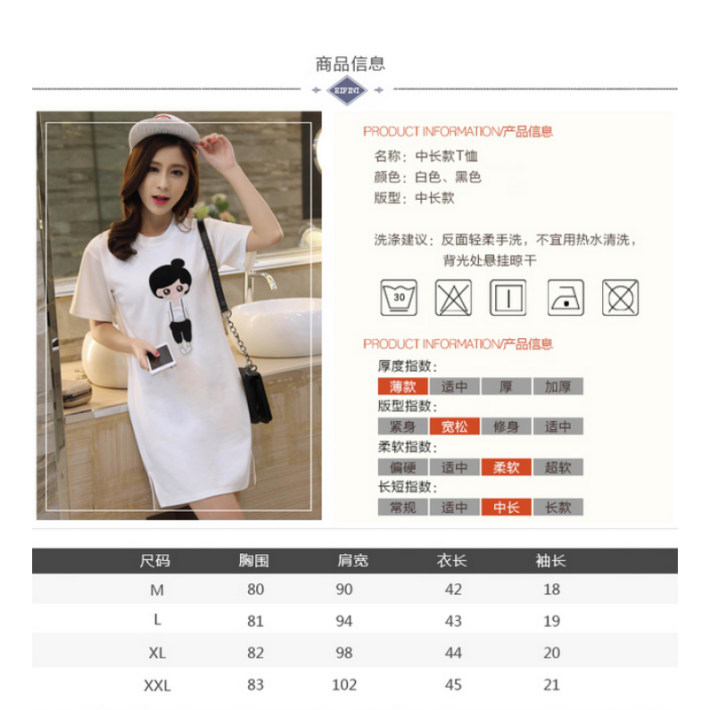 商品信息
EIFINI
PRODUCT INFORMATION/产品信息
名称：中长款T恤
颜色：白色、黑色
版型：中长款
洗涤建议：反面轻柔手洗，不宜用热水清洗，
背光处悬挂晾干
30
PRODUCT INFORMATION/产品信息
厚度指数：
薄款 适中 厚 加厚
版型指数：
紧身 宽松 修身 适中
柔软指数：
偏硬 适中 柔软 超软
长短指数：
常规 适中 中长 长款
尺码 胸围 肩宽 衣长 袖长
M 80 90 42 18
L 81 94 43 19
XL 82 98 44 20
XXL 83 102 45 21